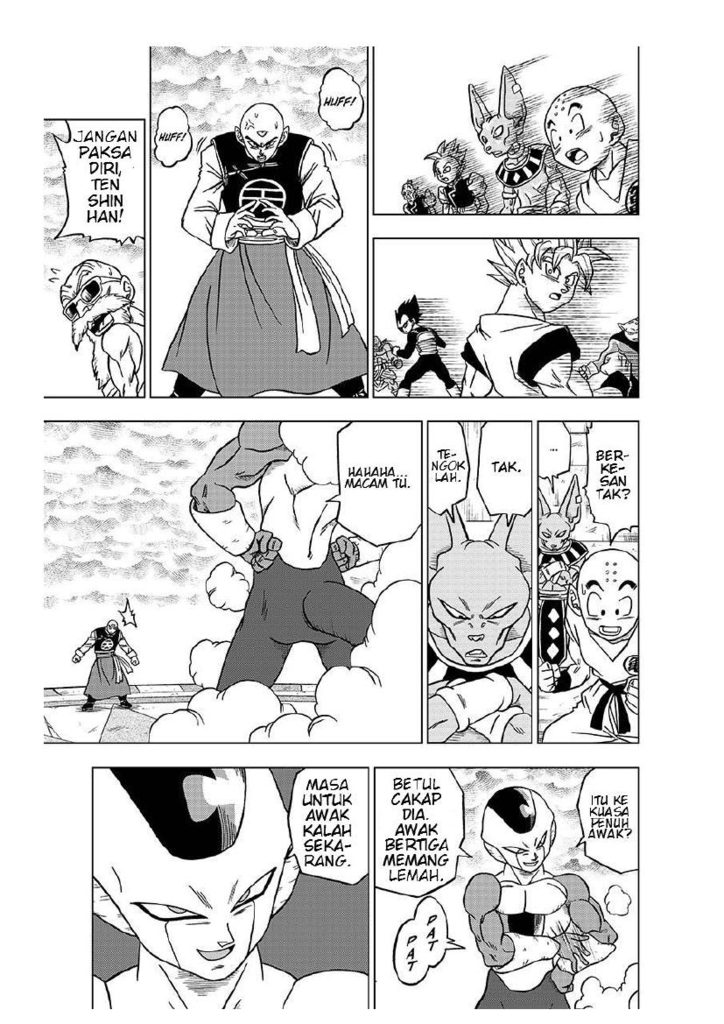 HUFF!
HUFF!
JANGAN
PAKSA
DIRI,
TEN
SHIN
HAN!
BER-
KE-
SAN
TAK?
...
TAK.
TE-
NGOK
LAH.
HAHAHA...
MACAM TU.
ITU KE
KUASA
PENUH
AWAK?
BETUL
CAKAP
DIA.
AWAK
BERTIGA
MEMANG
LEMAH.
PAT
PAT
MASA
UNTUK
AWAK
KALAH
SEKA-
RANG.